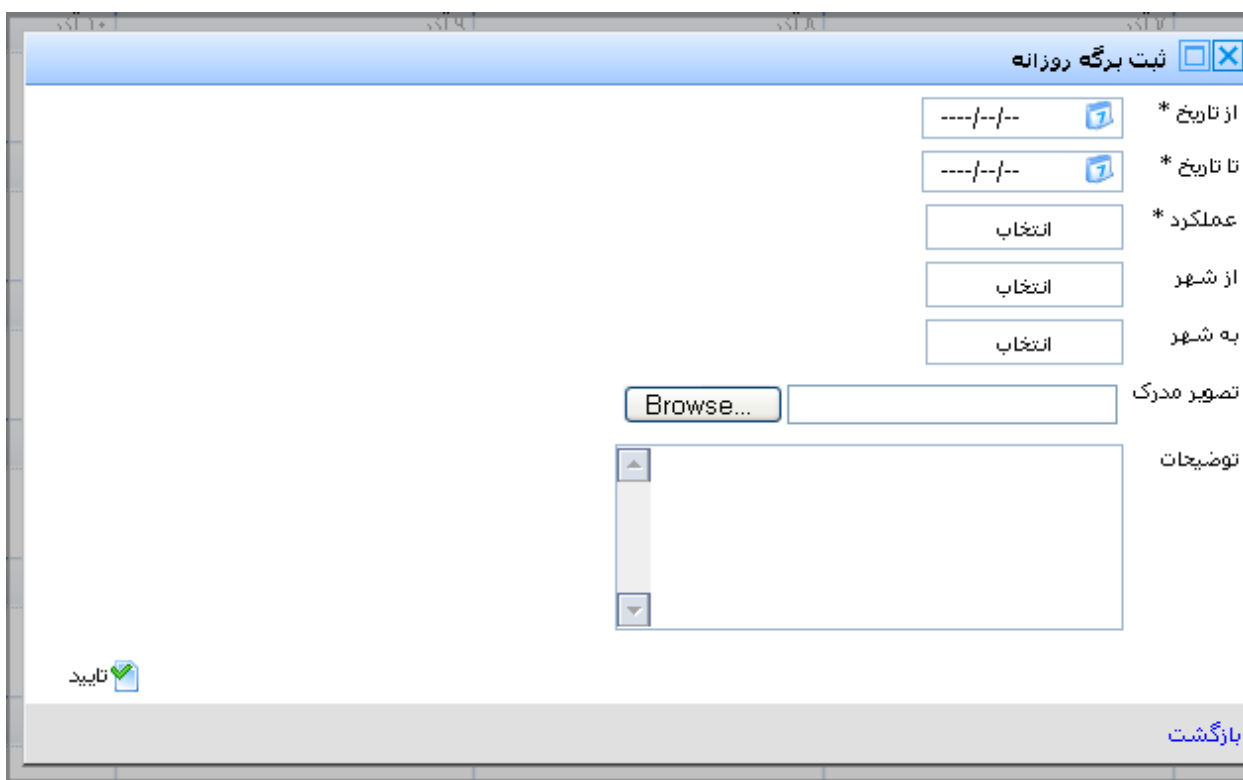 ثبت برگه روزانه
از تاریخ * ----/--/--
تا تاریخ * ----/--/--
عملکرد * انتخاب
از شهر انتخاب
به شهر انتخاب
تصویر مدرک Browse...
توضیحات
تایید
بازگشت